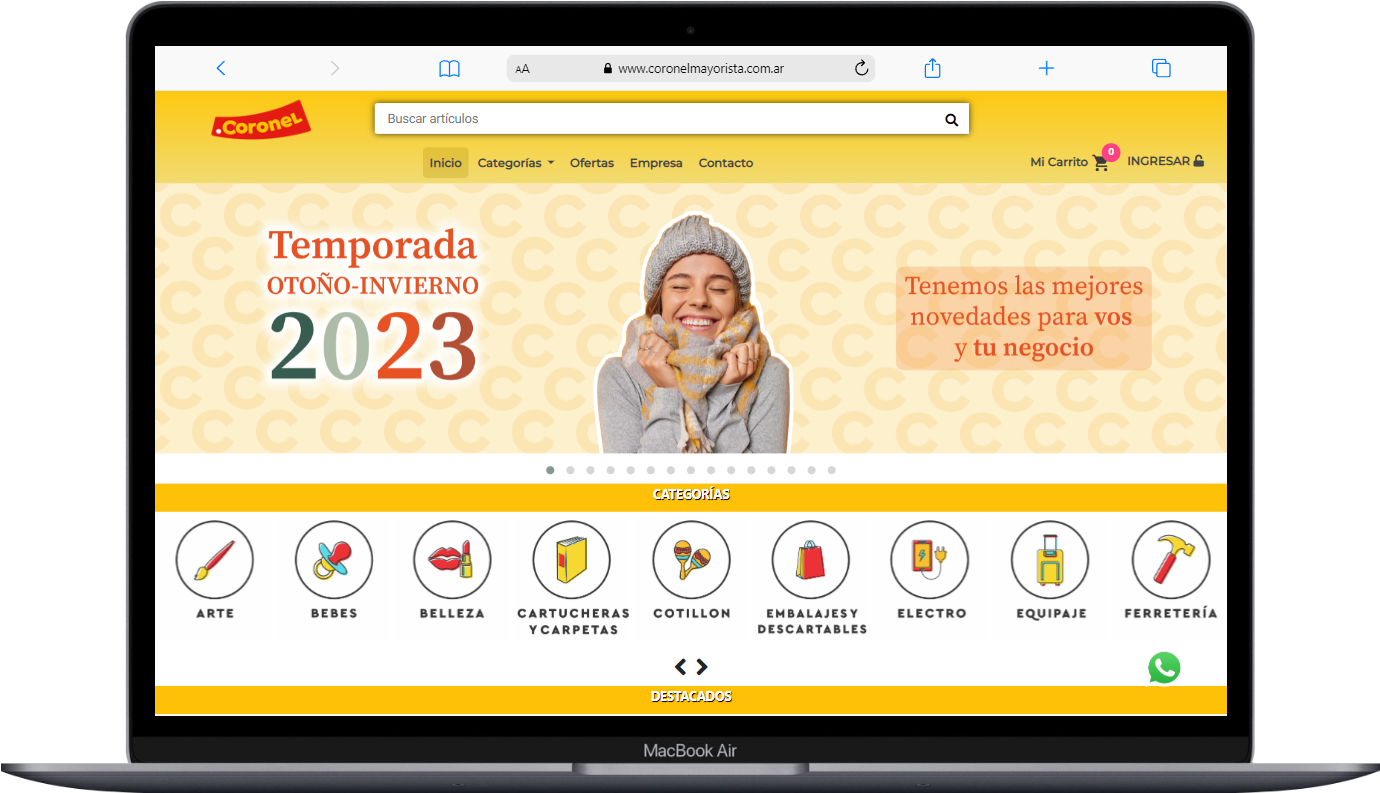 AA
www.coronelmayorista.com.ar
.Coronel
Buscar artículos
Inicio
Categorías
Ofertas
Empresa
Contacto
Mi Carrito
0
INGRESAR
Temporada
OTOÑO-INVIERNO
2023
Tenemos las mejores
novedades para vos
y tu negocio
CATEGORÍAS
ARTE
BEBES
BELLEZA
CARTUCHERAS
Y CARPETAS
COTILLON
EMBALAJES Y
DESCARTABLES
ELECTRO
EQUIPAJE
FERRETERÍA
DESTACADOS
MacBook Air